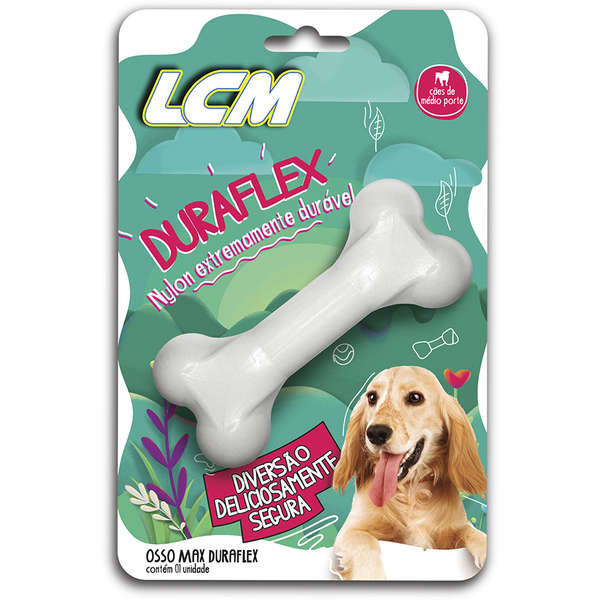 LCM
cães de
médio porte
DURAFLEX
Nylon extremamente durável
DIVERSÃO
DELICIOSAMENTE
SEGURA
OSSO MAX DURAFLEX
contém 01 unidade